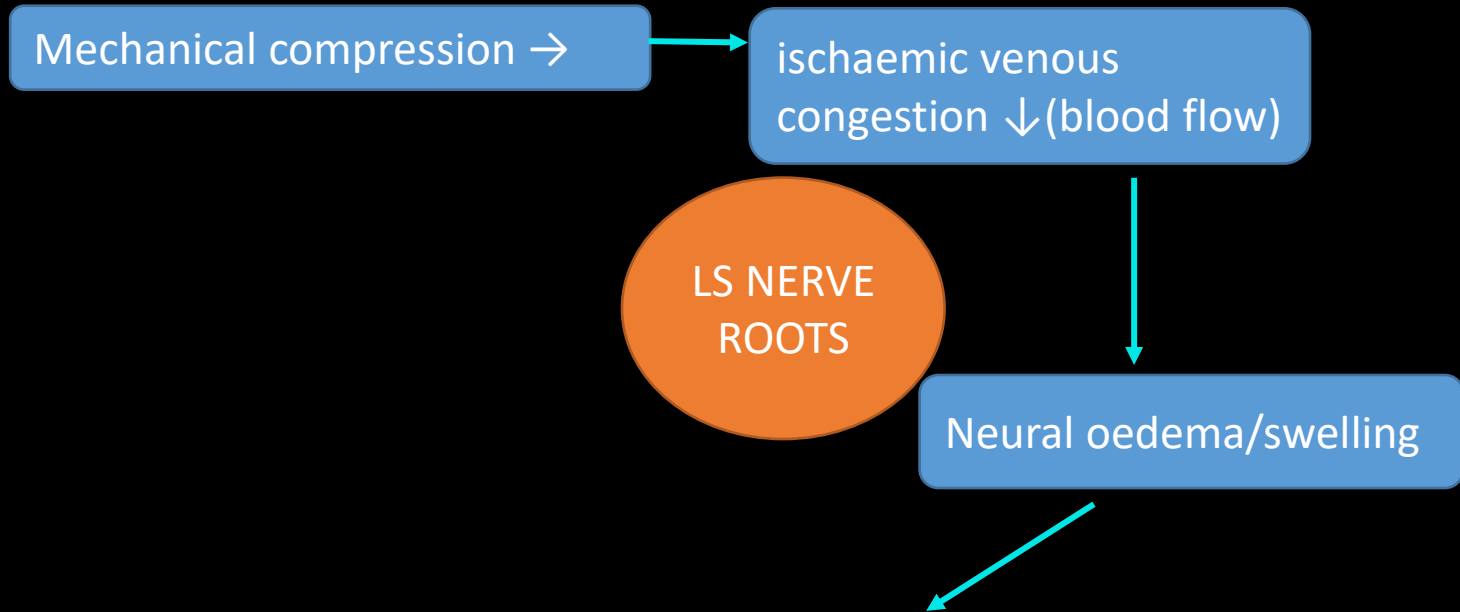 Mechanical compression →
ischaemic venous
congestion ↓(blood flow)
LS NERVE
ROOTS
Neural oedema/swelling